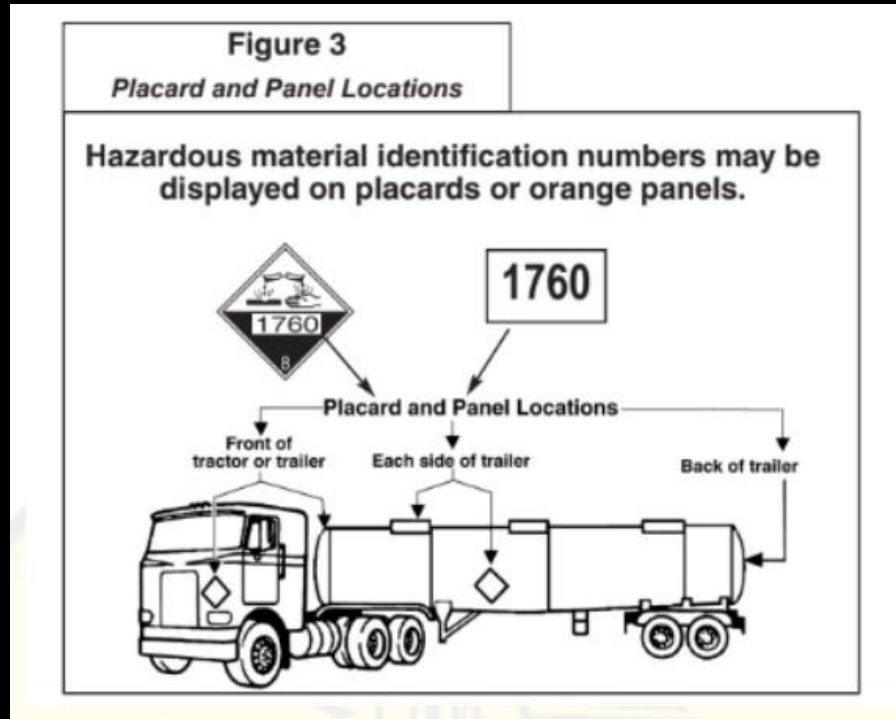 Figure 3
Placard and Panel Locations
Hazardous material identification numbers may be
displayed on placards or orange panels.
1760
8
1760
Placard and Panel Locations
Front of
tractor or trailer
Each side of trailer
Back of trailer